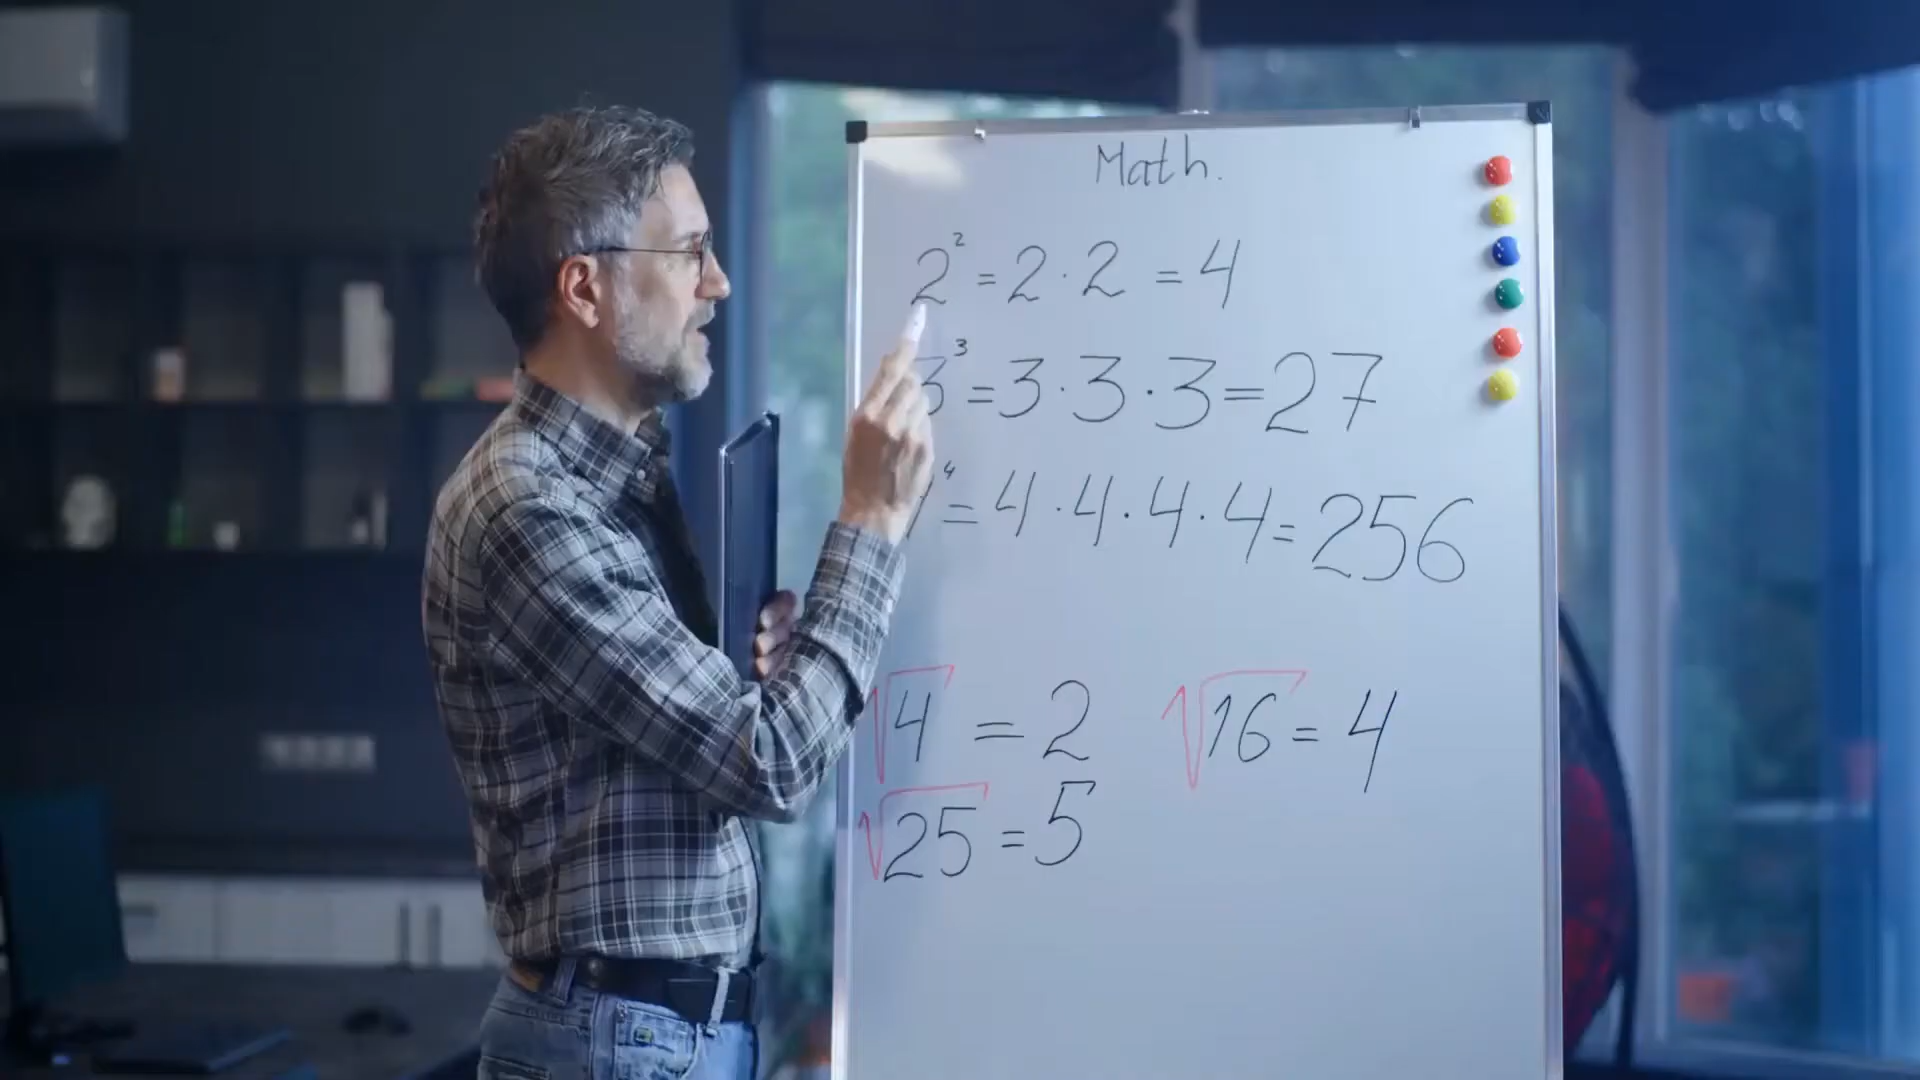 Math.
2² = 2 · 2 = 4
3³ = 3 · 3 · 3 = 27
⁴ = 4 · 4 · 4 · 4 = 256
√4 = 2 √16 = 4
√25 = 5